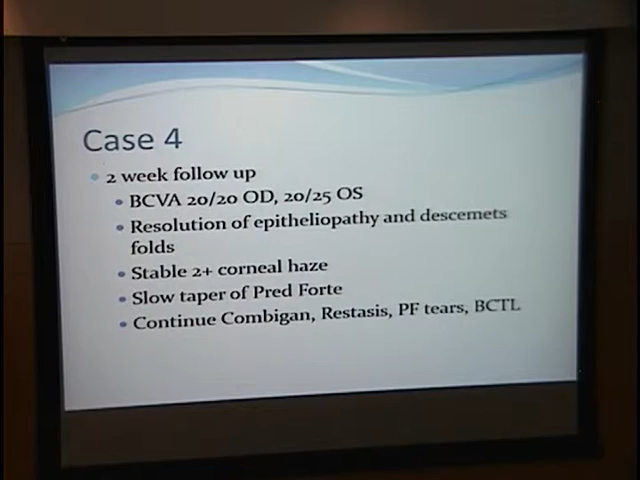 Case 4
2 week follow up
BCVA 20/20 OD, 20/25 OS
Resolution of epitheliopathy and descemets
folds
Stable 2+ corneal haze
Slow taper of Pred Forte
Continue Combigan, Restasis, PF tears, BCTL